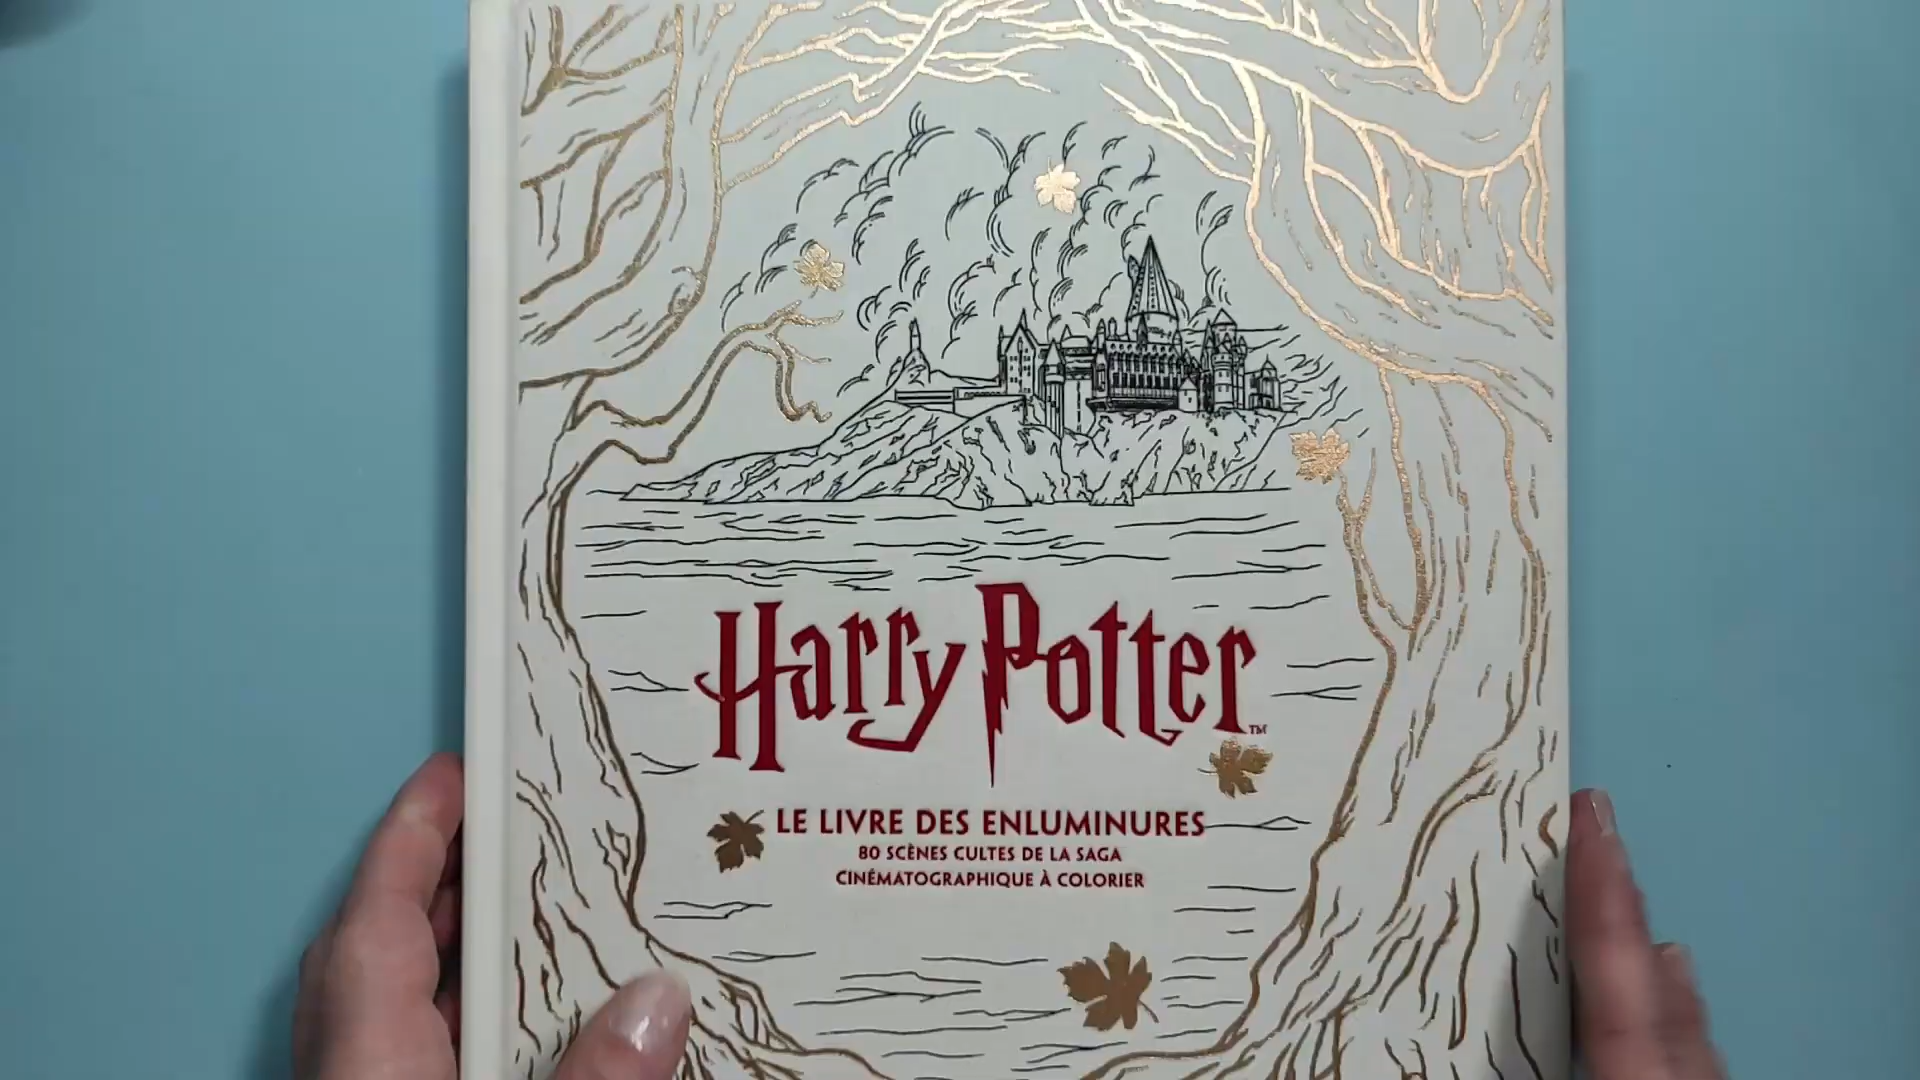 Harry Potter™
LE LIVRE DES ENLUMINURES
80 SCÈNES CULTES DE LA SAGA
CINÉMATOGRAPHIQUE À COLORIER